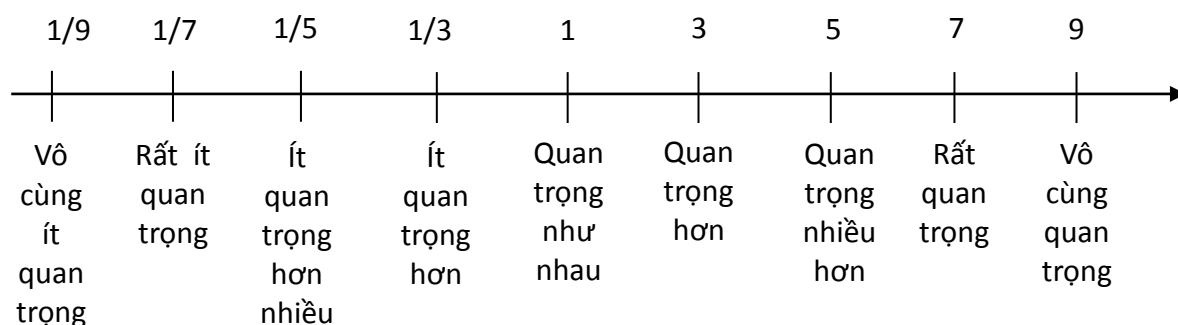 1/9 1/7 1/5 1/3 1 3 5 7 9
Vô
cùng
ít
quan
trọng
Rất ít
quan
trọng
Ít
quan
trọng
hơn
nhiều
Ít
quan
trọng
hơn
Quan
trọng
như
nhau
Quan
trọng
hơn
Quan
trọng
nhiều
hơn
Rất
quan
trọng
Vô
cùng
quan
trọng